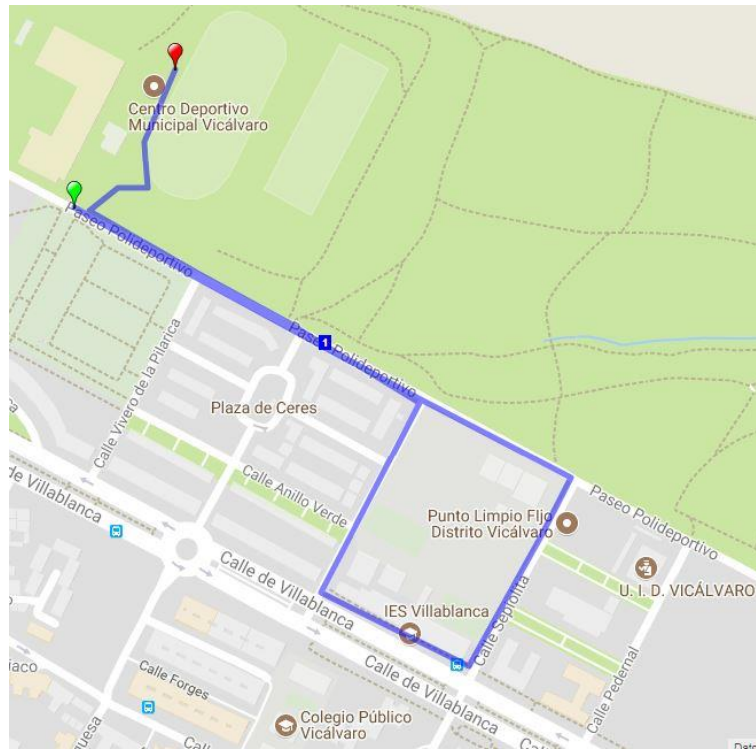 Centro Deportivo
Municipal Vicálvaro
Paseo Polideportivo
Paseo Polideportivo
1
Plaza de Ceres
Calle Vivero de la Pilarica
Calle Anillo Verde
de Villablanca
Calle de Villablanca
Calle de Villablanca
Punto Limpio FIjo
Distrito Vicálvaro
Paseo Polideportivo
U. I. D. VICÁLVARO
IES Villablanca
Calle Sepiolita
Calle Pedernal
Calle Forges
Colegio Público
Vicálvaro